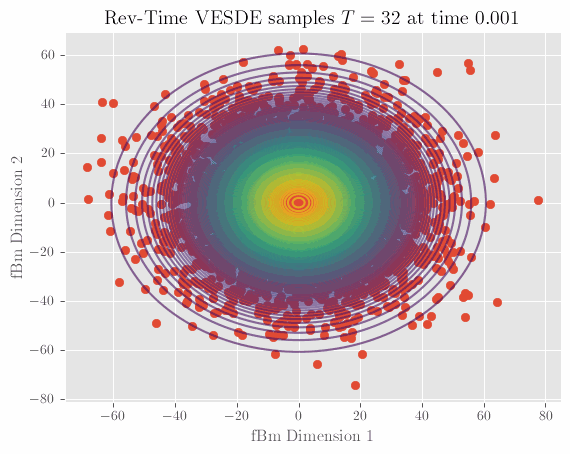 Rev-Time VESDE samples T = 32 at time 0.001
60
40
20
0
−20
−40
−60
−80
fBm Dimension 2
−60 −40 −20 0 20 40 60 80
fBm Dimension 1